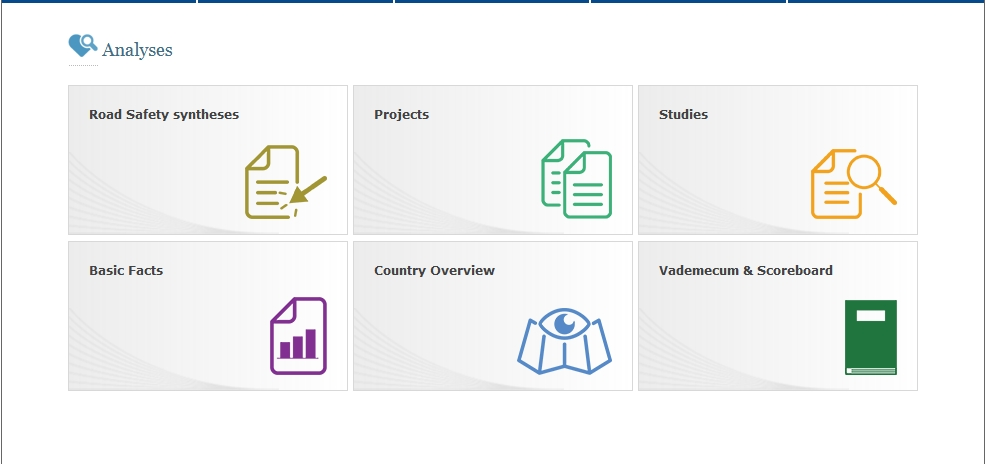 Analyses
Road Safety syntheses
Projects
Studies
Basic Facts
Country Overview
Vademecum & Scoreboard